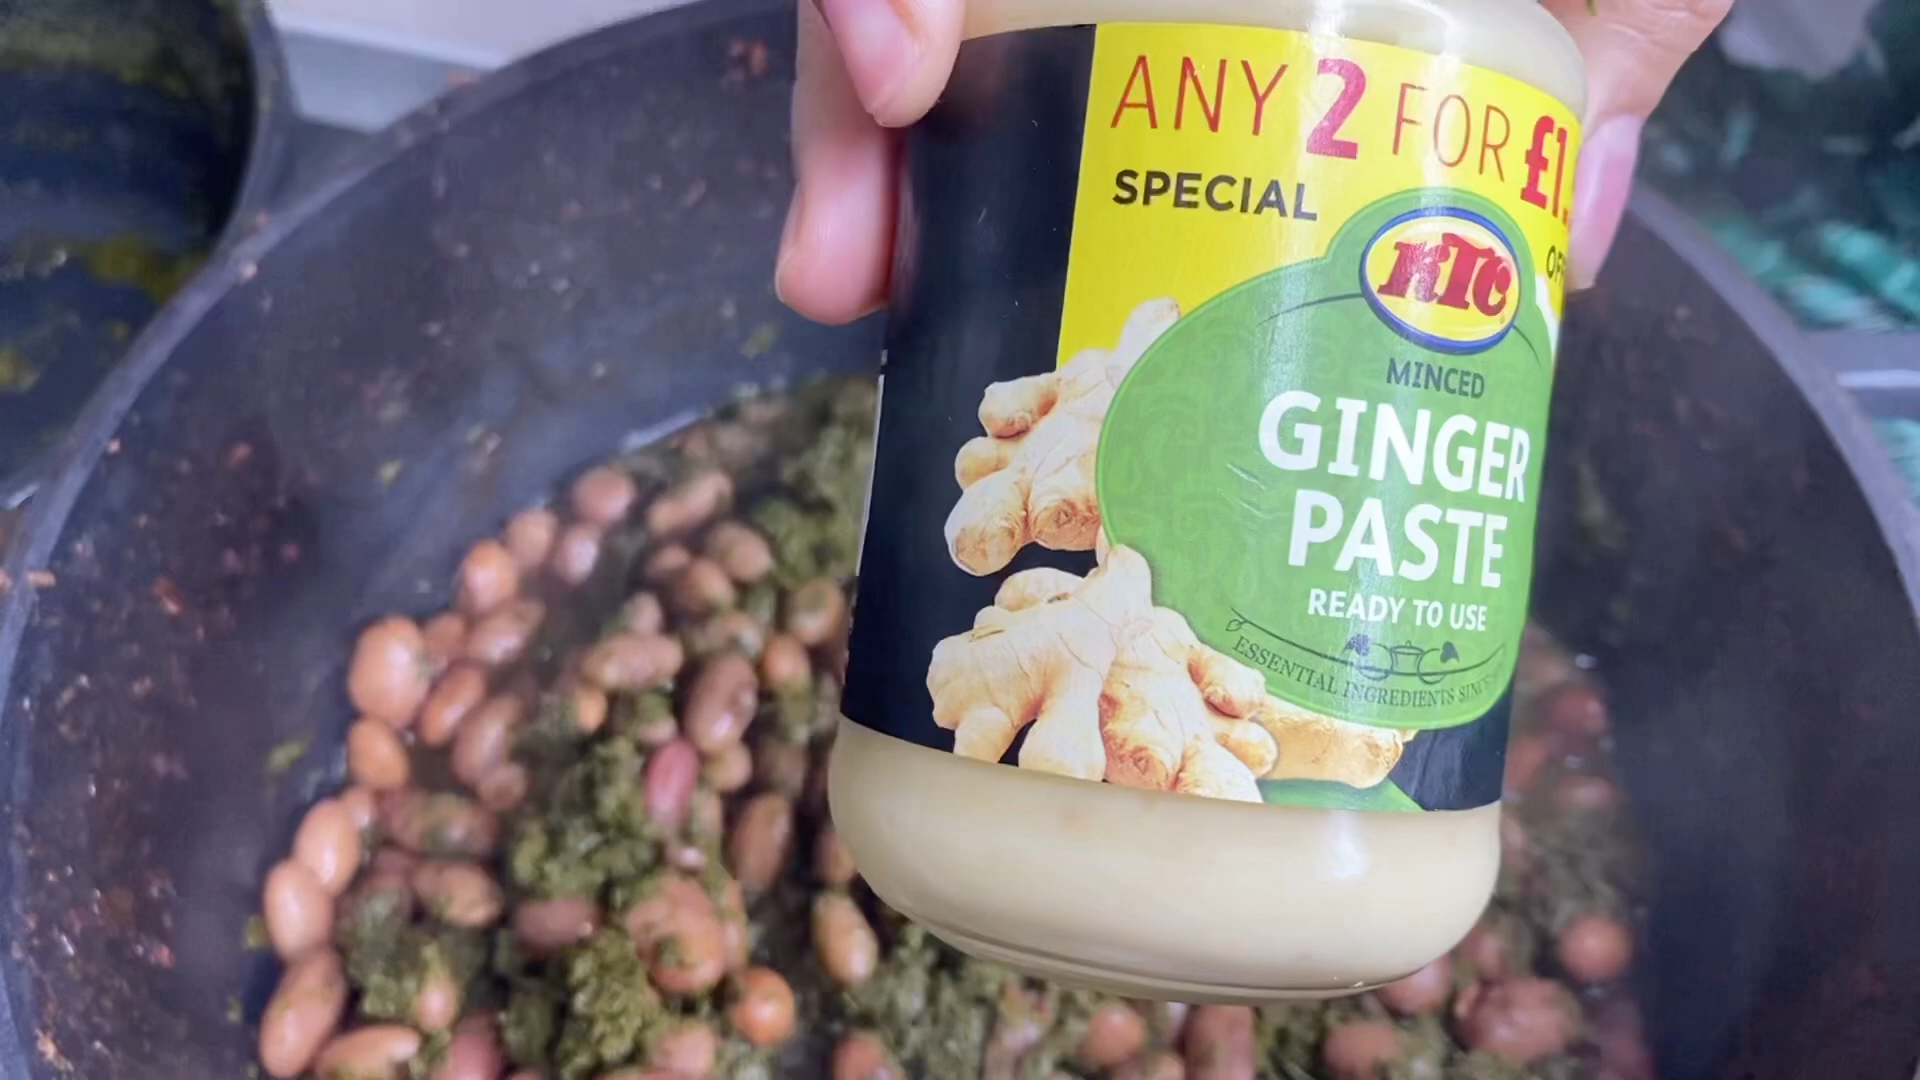 ANY 2 FOR £1.
SPECIAL
KTC
MINCED
GINGER
PASTE
READY TO USE
ESSENTIAL INGREDIENTS